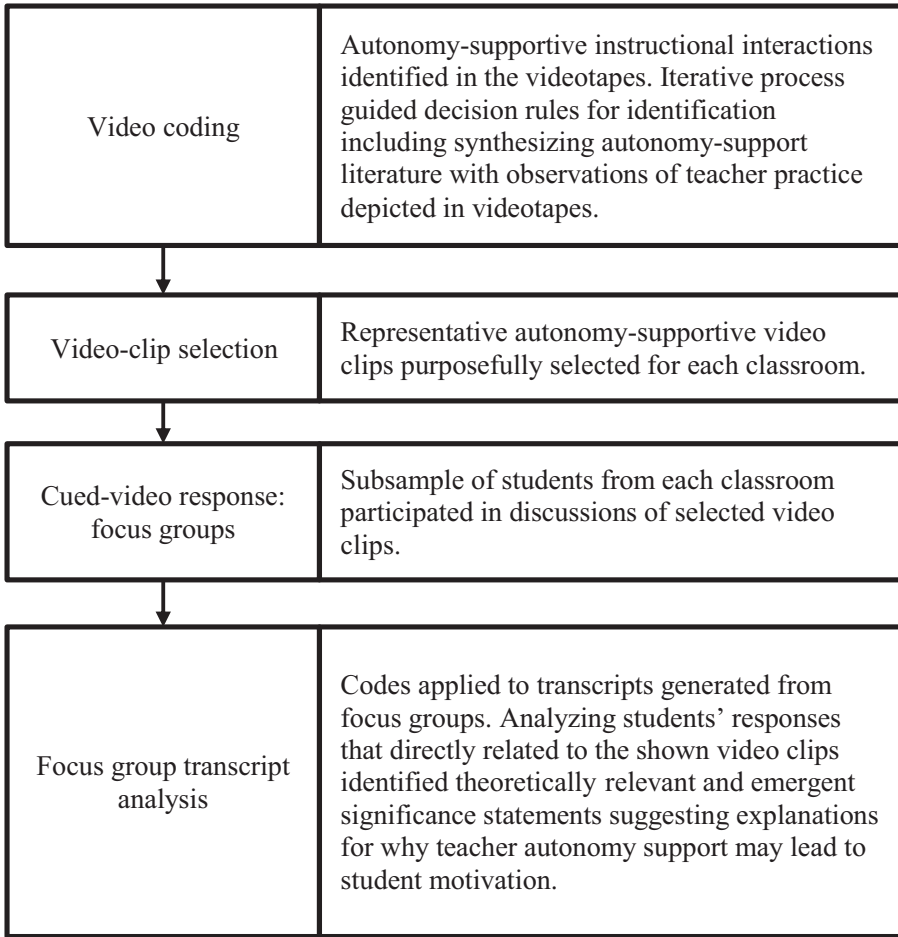 Video coding
Autonomy-supportive instructional interactions
identified in the videotapes. Iterative process
guided decision rules for identification
including synthesizing autonomy-support
literature with observations of teacher practice
depicted in videotapes.
Video-clip selection
Representative autonomy-supportive video
clips purposefully selected for each classroom.
Cued-video response:
focus groups
Subsample of students from each classroom
participated in discussions of selected video
clips.
Focus group transcript
analysis
Codes applied to transcripts generated from
focus groups. Analyzing students’ responses
that directly related to the shown video clips
identified theoretically relevant and emergent
significance statements suggesting explanations
for why teacher autonomy support may lead to
student motivation.